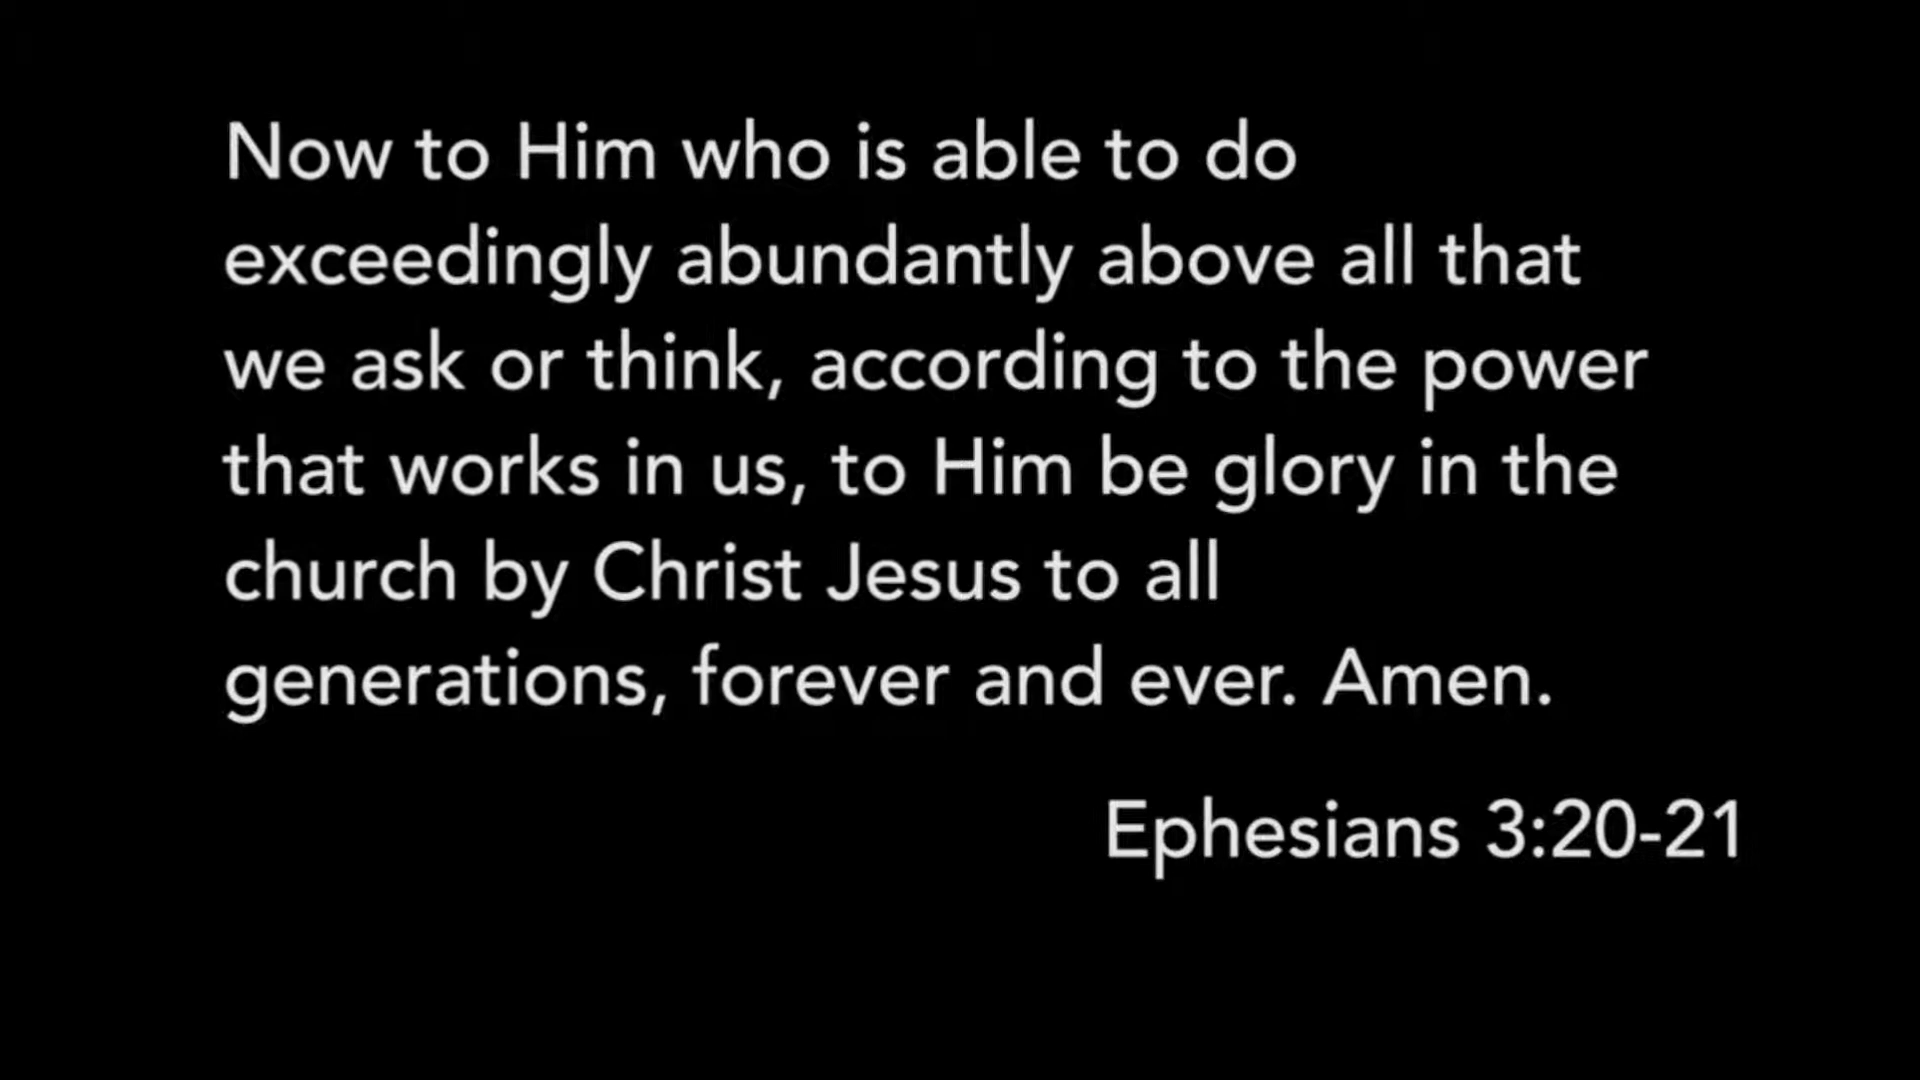 Now to Him who is able to do
exceedingly abundantly above all that
we ask or think, according to the power
that works in us, to Him be glory in the
church by Christ Jesus to all
generations, forever and ever. Amen.
Ephesians 3:20-21